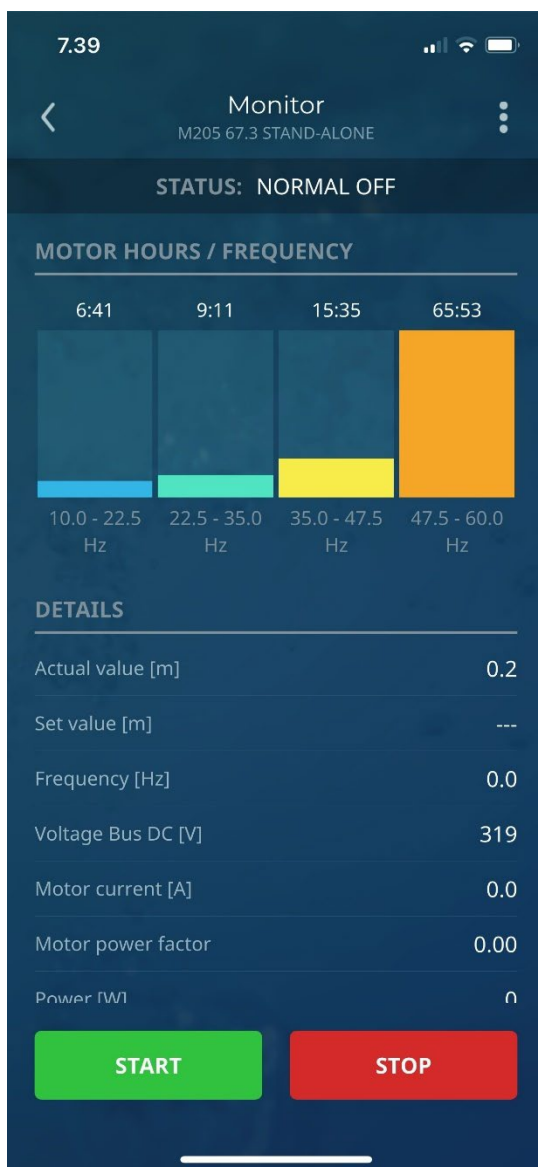 7.39
Monitor
M205 67.3 STAND-ALONE
STATUS: NORMAL OFF
MOTOR HOURS / FREQUENCY
6:41 9:11 15:35 65:53
10.0 - 22.5 22.5 - 35.0 35.0 - 47.5 47.5 - 60.0
Hz Hz Hz Hz
DETAILS
Actual value [m] 0.2
Set value [m] ---
Frequency [Hz] 0.0
Voltage Bus DC [V] 319
Motor current [A] 0.0
Motor power factor 0.00
Power [W] 0
START STOP